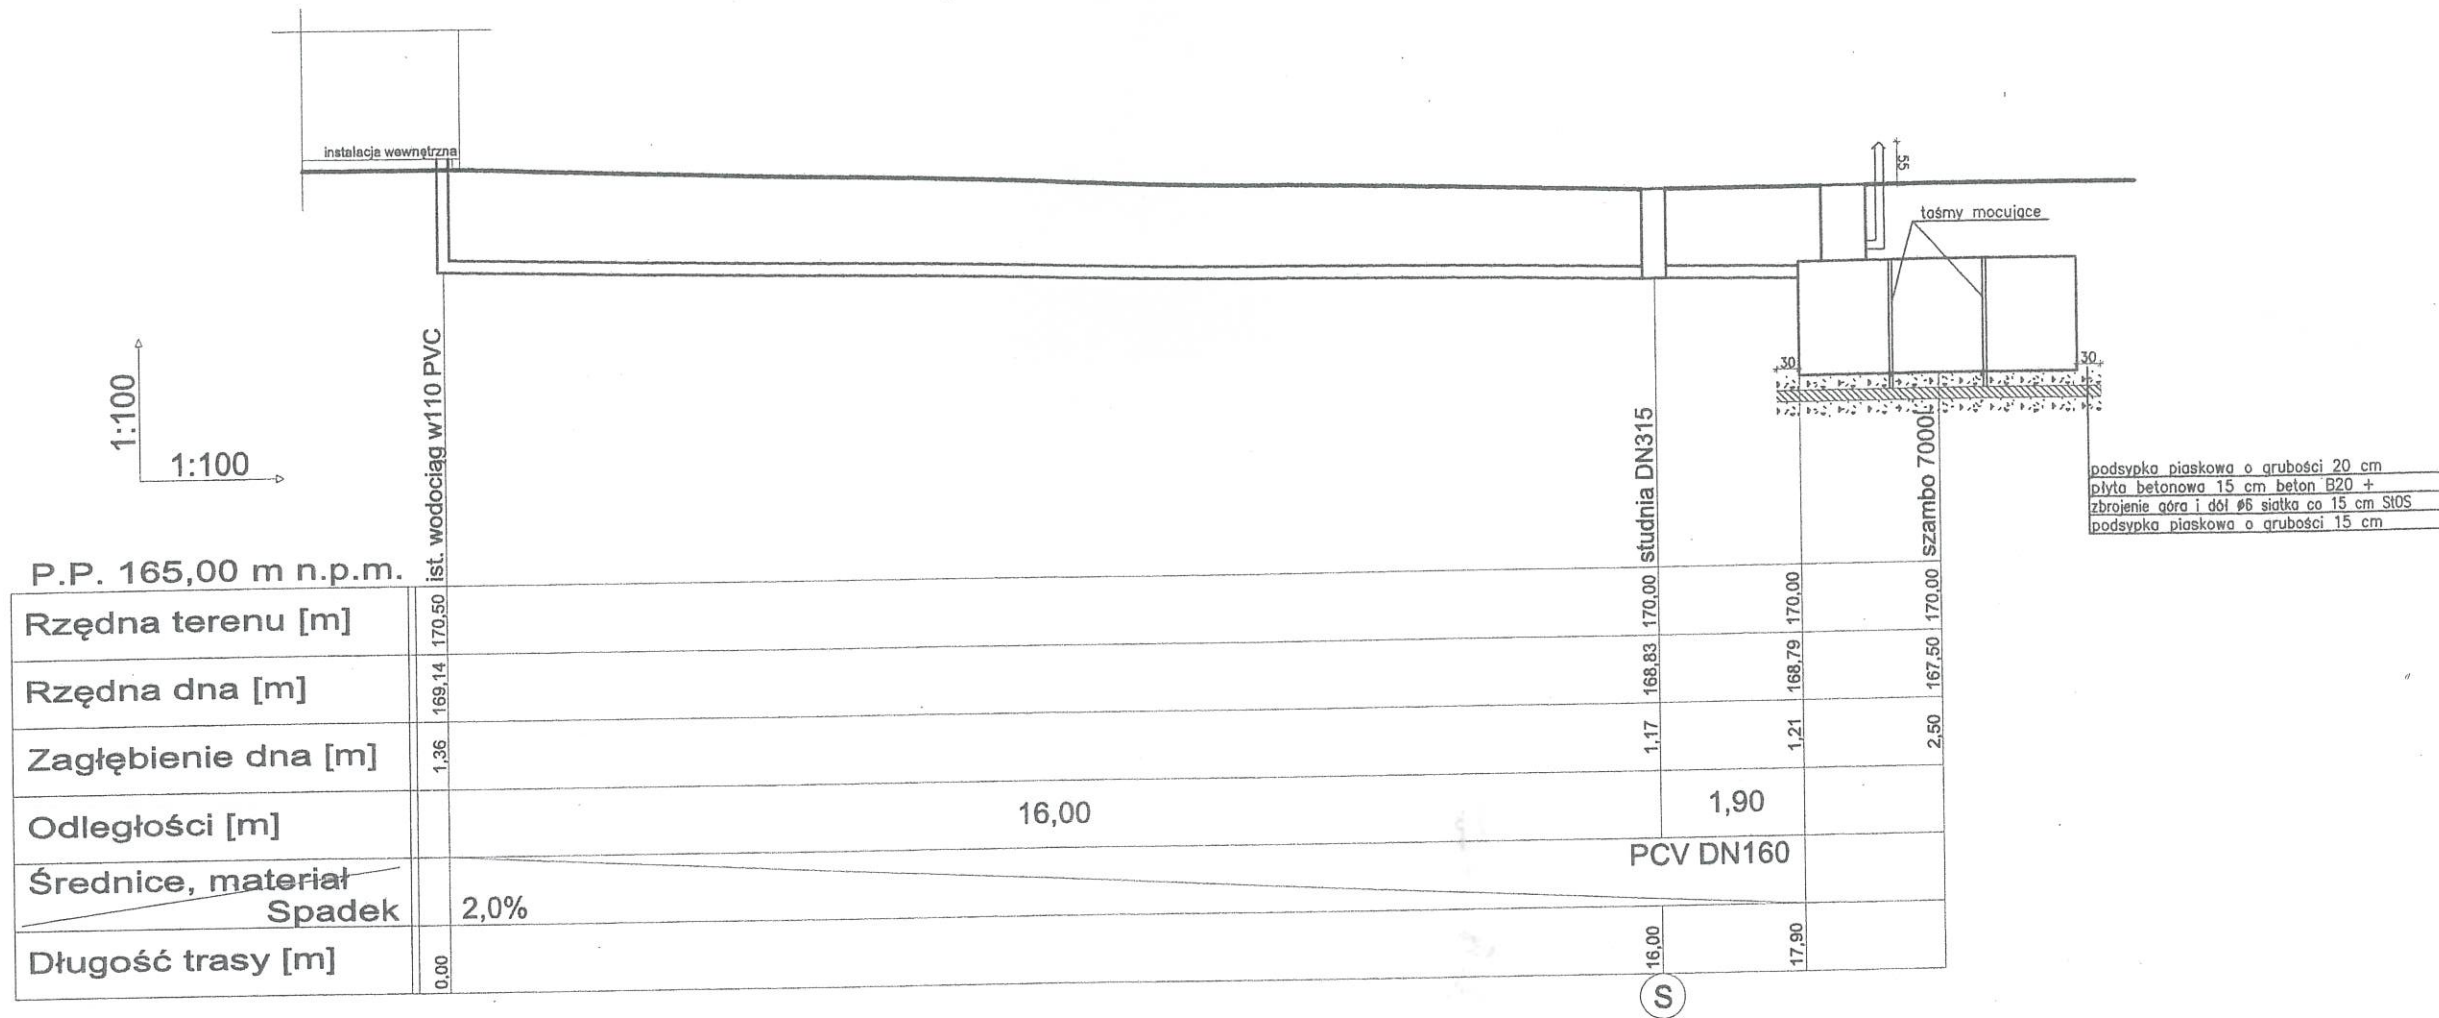 instalacja wewnętrzna
55
taśmy mocujące
30
30
1:100
1:100
ist. wodociąg w110 PVC
studnia DN315
szambo 7000l
podsypka piaskowa o grubości 20 cm
płyta betonowa 15 cm beton B20 +
zbrojenie góra i dół ø6 siatka co 15 cm St0S
podsypka piaskowa o grubości 15 cm
P.P. 165,00 m n.p.m.
Rzędna terenu [m] 170,50 170,00 170,00 170,00
Rzędna dna [m] 169,14 168,83 168,79 167,50
Zagłębienie dna [m] 1,36 1,17 1,21 2,50
Odległości [m] 16,00 1,90
Średnice, materiał PCV DN160
Spadek 2,0%
Długość trasy [m] 0,00 16,00 17,90
S